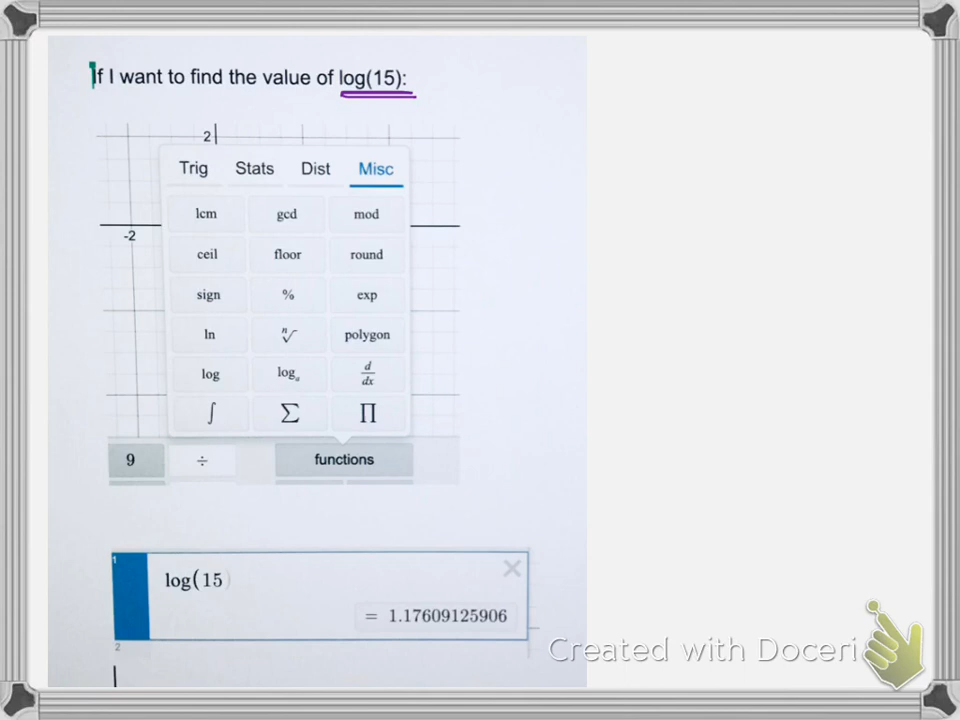 If I want to find the value of log(15):
2
Trig Stats Dist Misc
-2
lcm gcd mod
ceil floor round
sign % exp
ln ⁿ√ polygon
log logₐ d/dx
∫ Σ ∏
9 ÷ functions
1
log(15)
= 1.17609125906
2
Created with Doceri